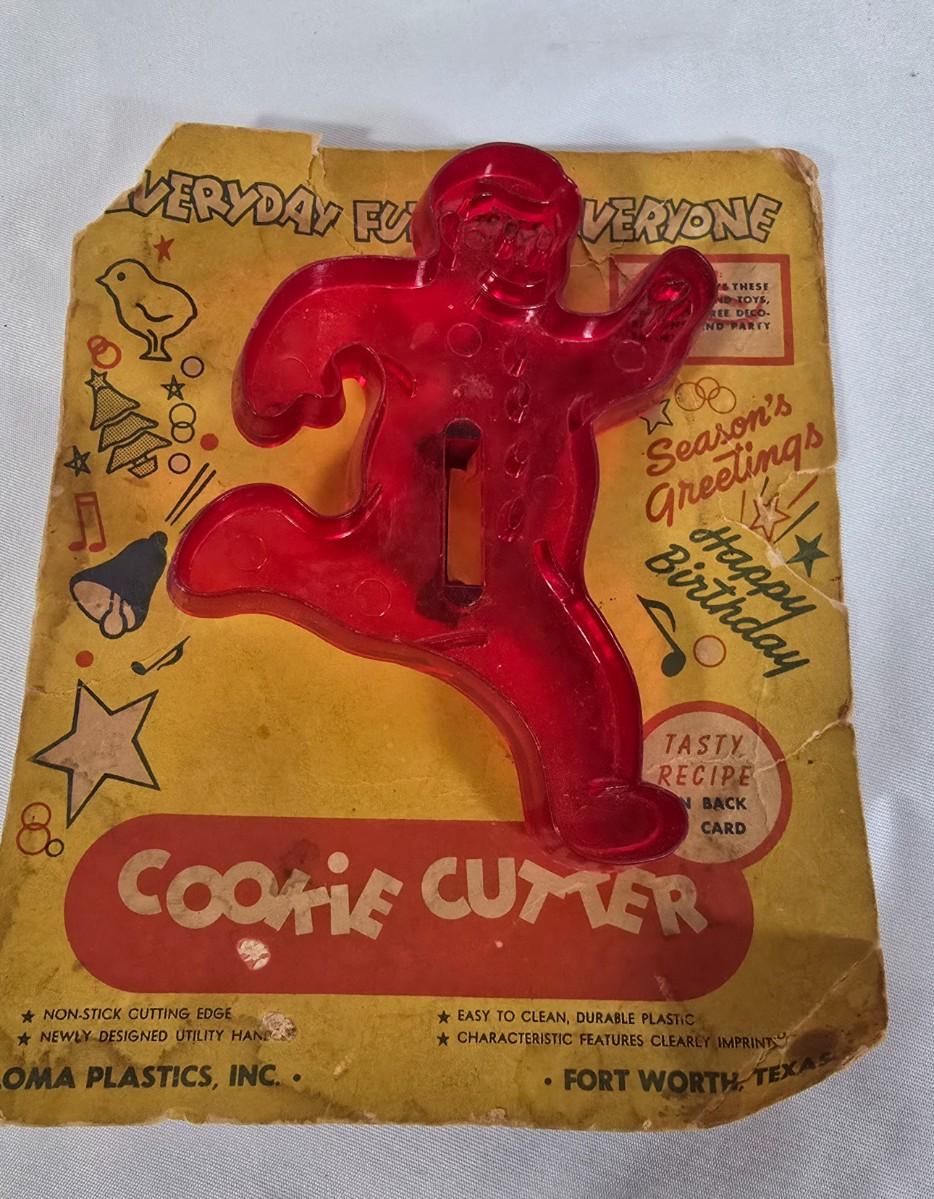 VERYDAY FU VERYONE
THESE
ND TOYS,
REE DECO-
ND PARTY
Season's
Greetings
Happy
Birthday
TASTY
RECIPE
N BACK
CARD
COOKIE CUTTER
★ NON-STICK CUTTING EDGE
★ NEWLY DESIGNED UTILITY HAN
★ EASY TO CLEAN, DURABLE PLASTIC
★ CHARACTERISTIC FEATURES CLEARLY IMPRINT
LOMA PLASTICS, INC. • • FORT WORTH, TEXAS